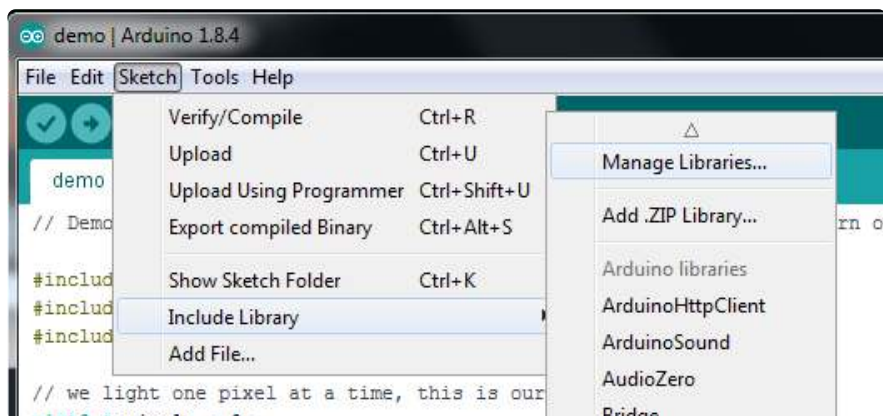 demo | Arduino 1.8.4
File Edit Sketch Tools Help
Verify/Compile Ctrl+R
Upload Ctrl+U
Upload Using Programmer Ctrl+Shift+U
Export compiled Binary Ctrl+Alt+S
Show Sketch Folder Ctrl+K
Include Library
Add File...
Manage Libraries...
Add .ZIP Library...
Arduino libraries
ArduinoHttpClient
ArduinoSound
AudioZero
Bridge
demo
// Demo
rn o
#includ
#includ
#includ
// we light one pixel at a time, this is our